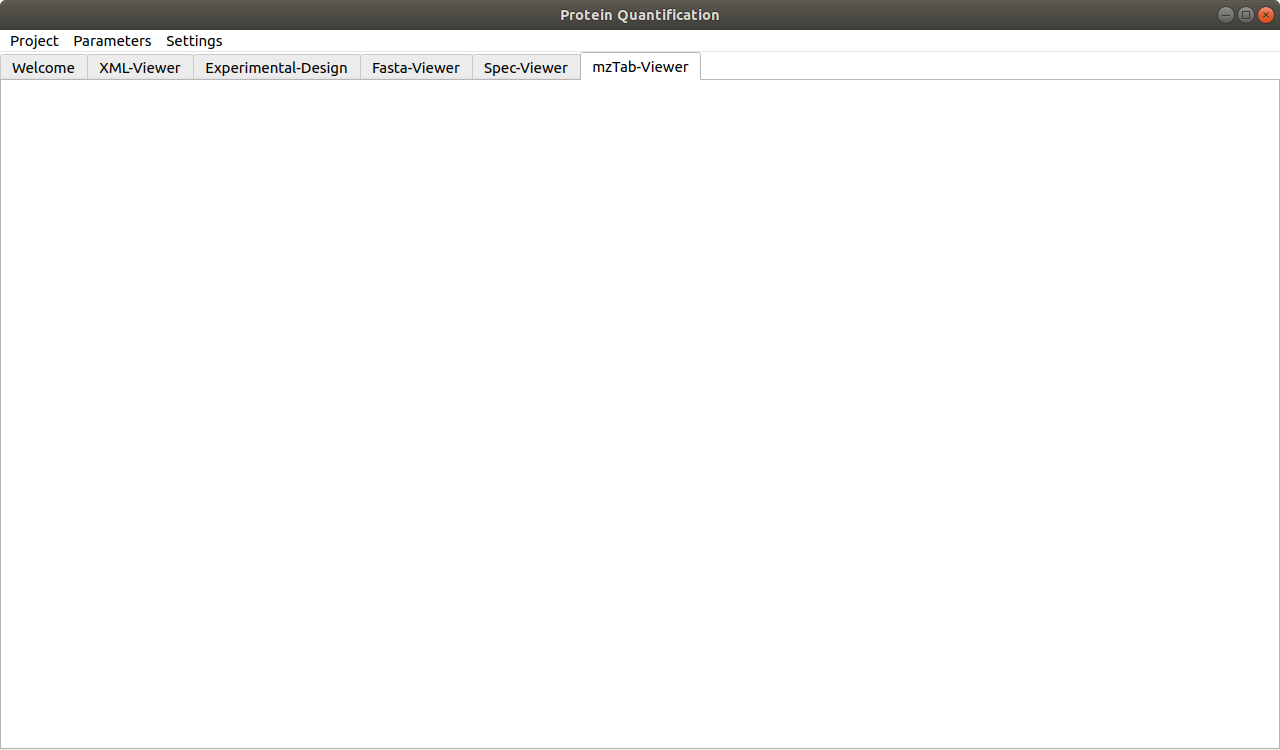 Protein Quantification
Project Parameters Settings
Welcome XML-Viewer Experimental-Design Fasta-Viewer Spec-Viewer mzTab-Viewer